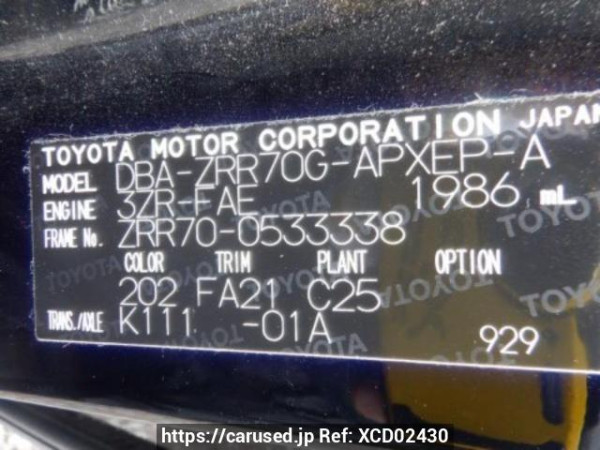 TOYOTA MOTOR CORPORATION JAPAN
MODEL DBA-ZRR70G-APXEP-A
ENGINE 3ZR-FAE 1986 mL
FRAME No. ZRR70-0533338
COLOR TRIM PLANT OPTION
202 FA21 C25
TRANS./AXLE K111 -01A
929
https://carused.jp Ref: XCD02430